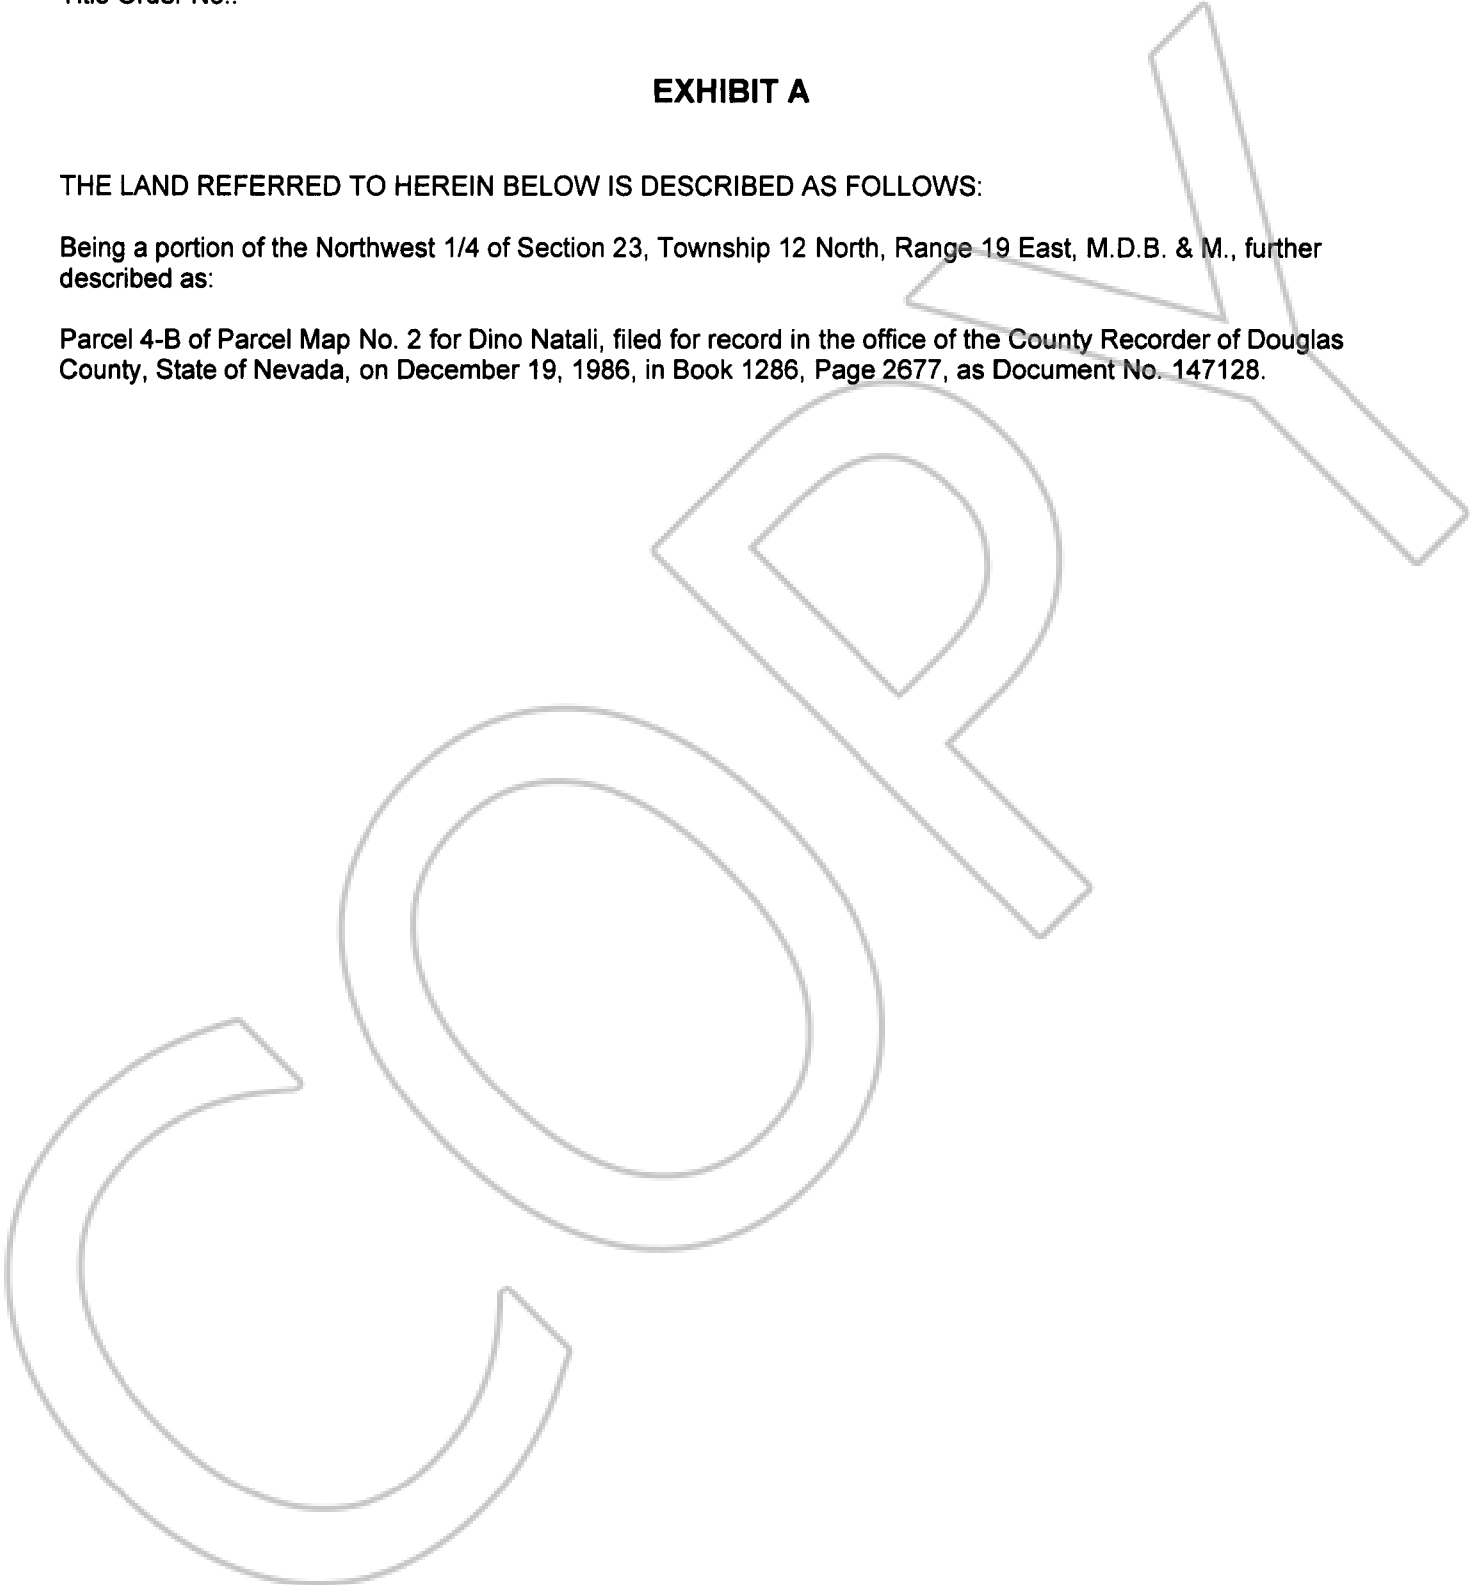 Title Order No.:
EXHIBIT A
THE LAND REFERRED TO HEREIN BELOW IS DESCRIBED AS FOLLOWS:
Being a portion of the Northwest 1/4 of Section 23, Township 12 North, Range 19 East, M.D.B. & M., further
described as:
Parcel 4-B of Parcel Map No. 2 for Dino Natali, filed for record in the office of the County Recorder of Douglas
County, State of Nevada, on December 19, 1986, in Book 1286, Page 2677, as Document No. 147128.
COPY